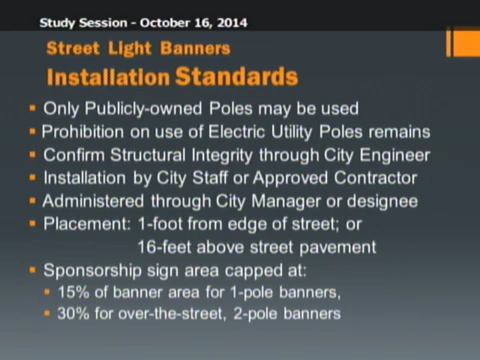 Study Session - October 16, 2014
Street Light Banners
Installation Standards
▪ Only Publicly-owned Poles may be used
▪ Prohibition on use of Electric Utility Poles remains
▪ Confirm Structural Integrity through City Engineer
▪ Installation by City Staff or Approved Contractor
▪ Administered through City Manager or designee
▪ Placement: 1-foot from edge of street; or
16-feet above street pavement
▪ Sponsorship sign area capped at:
▪ 15% of banner area for 1-pole banners,
▪ 30% for over-the-street, 2-pole banners